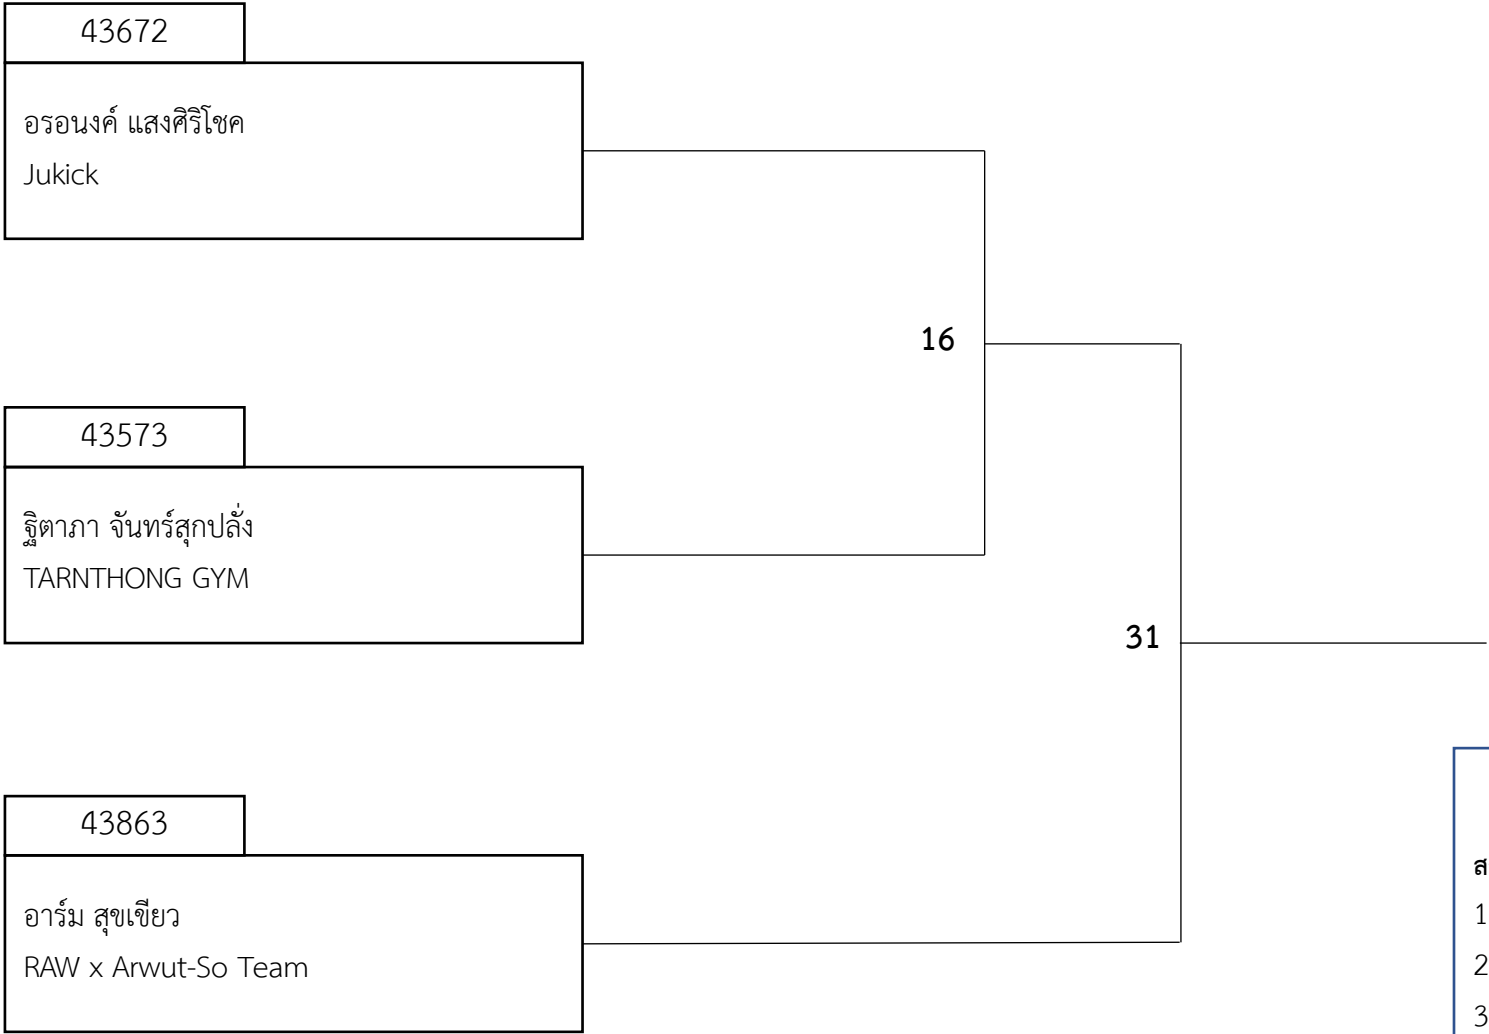 43672
อรอนงค์ แสงศิริโชค
Jukick
16
43573
ฐิตาภา จันทร์สุกปลั่ง
TARNTHONG GYM
31
43863
อาร์ม สุขเขียว
RAW x Arwut-So Team
ส
1
2
3